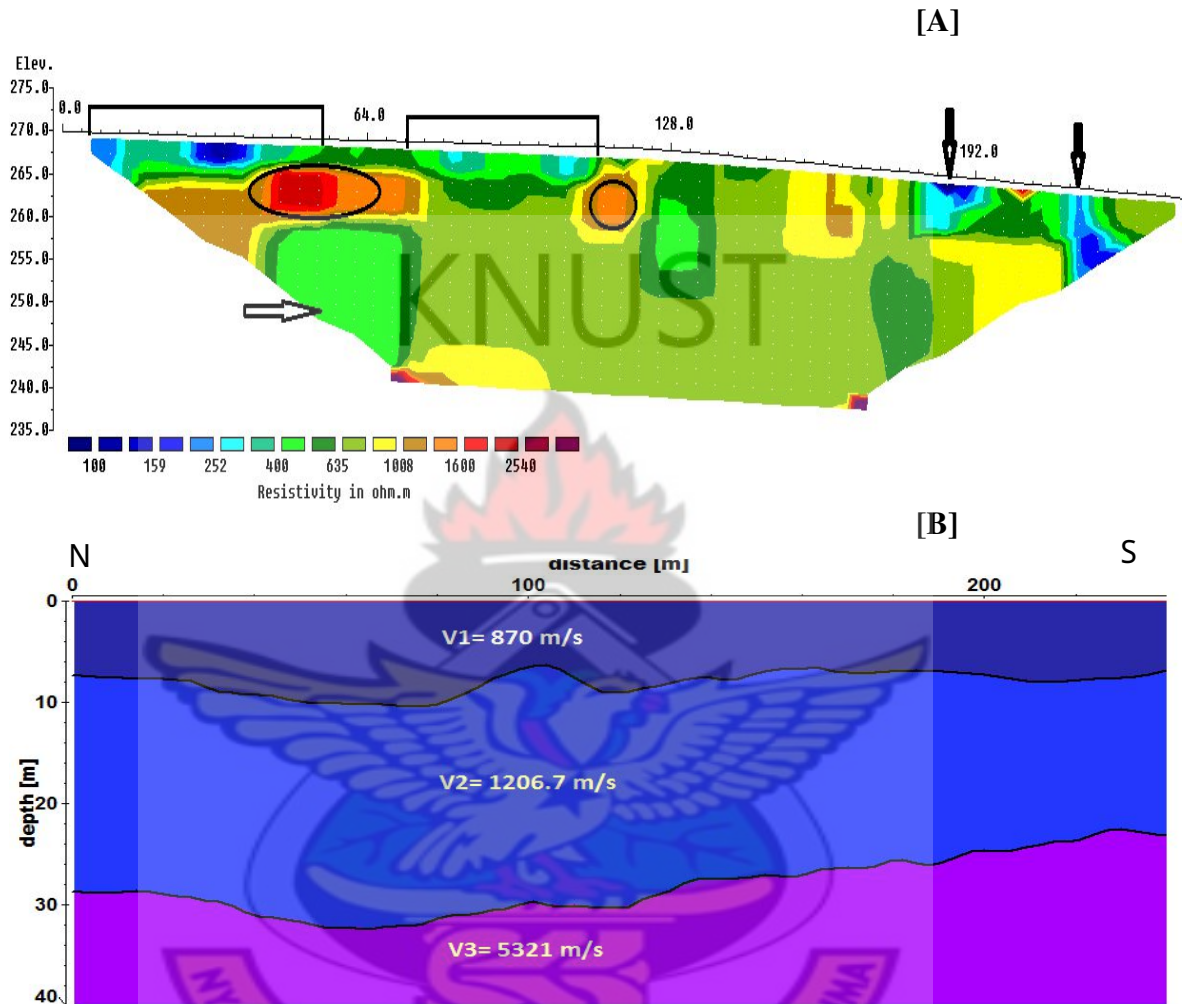 [A]
Elev.
275.0
0.0
64.0
128.0
192.0
270.0
265.0
260.0
255.0
250.0
245.0
240.0
235.0
KNUST
100 159 252 400 635 1008 1600 2540
Resistivity in ohm.m
[B]
N
S
distance [m]
0 100 200
0
10
20
30
40
depth [m]
V1= 870 m/s
V2= 1206.7 m/s
V3= 5321 m/s